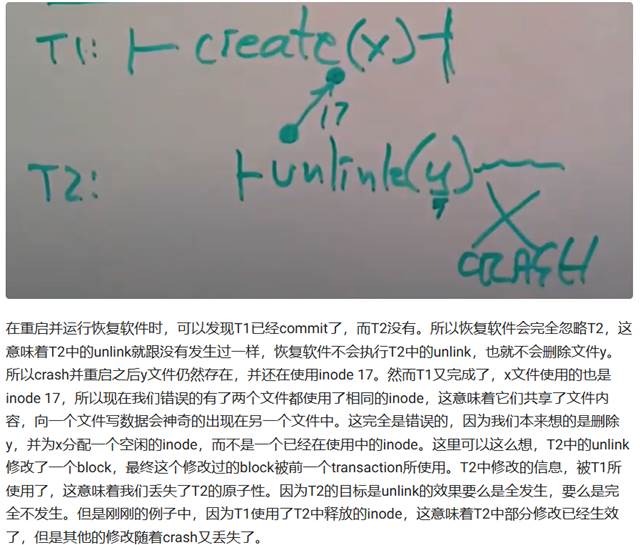 T1: ⊢ create(x) ⊣
17
T2: ⊢ unlink(y)
CRASH
在重启并运行恢复软件时，可以发现T1已经commit了，而T2没有。所以恢复软件会完全忽略T2，这
意味着T2中的unlink就跟没有发生过一样，恢复软件不会执行T2中的unlink，也就不会删除文件y。
所以crash并重启之后y文件仍然存在，并还在使用inode 17。然而T1又完成了，x文件使用的也是
inode 17，所以现在我们错误的有了两个文件都使用了相同的inode，这意味着它们共享了文件内
容，向一个文件写数据会神奇的出现在另一个文件中。这完全是错误的，因为我们本来想的是删除
y，并为x分配一个空闲的inode，而不是一个已经在使用中的inode。这里可以这么想，T2中的unlink
修改了一个block，最终这个修改过的block被前一个transaction所使用。T2中修改的信息，被T1所
使用了，这意味着我们丢失了T2的原子性。因为T2的目标是unlink的效果要么是全发生，要么是完
全不发生。但是刚刚的例子中，因为T1使用了T2中释放的inode，这意味着T2中部分修改已经生效
了，但是其他的修改随着crash又丢失了。